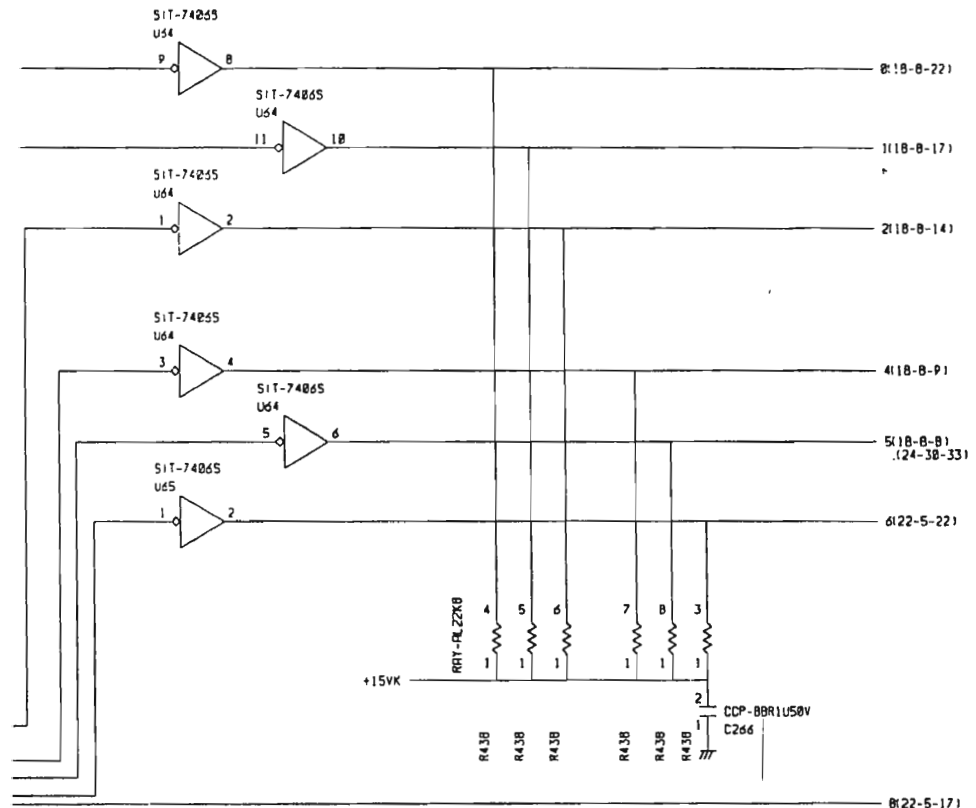 SIT-7406S
U64
9 8
0(18-8-22)
SIT-7406S
U64
11 10
1(18-8-17)
SIT-7406S
U64
1 2
2(18-8-14)
SIT-7406S
U64
3 4
4(18-8-9)
SIT-7406S
U64
5 6
5(18-8-8)
(24-30-33)
SIT-7406S
U65
1 2
6(22-5-22)
RAY-AL22K8
4 5 6 7 8 3
1 1 1 1 1 1
+15VK
2
CCP-BBR1U50V
1
C266
R438 R438 R438 R438 R438 R438
8(22-5-17)